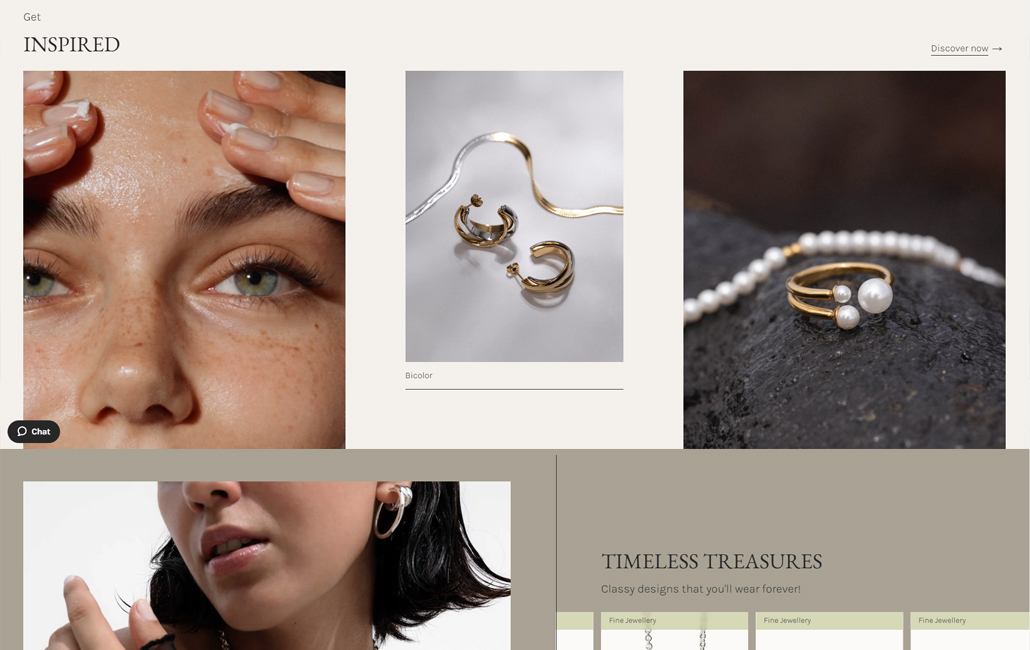 Get
INSPIRED
Discover now →
Bicolor
Chat
TIMELESS TREASURES
Classy designs that you'll wear forever!
Fine Jewellery
Fine Jewellery
Fine Jewellery